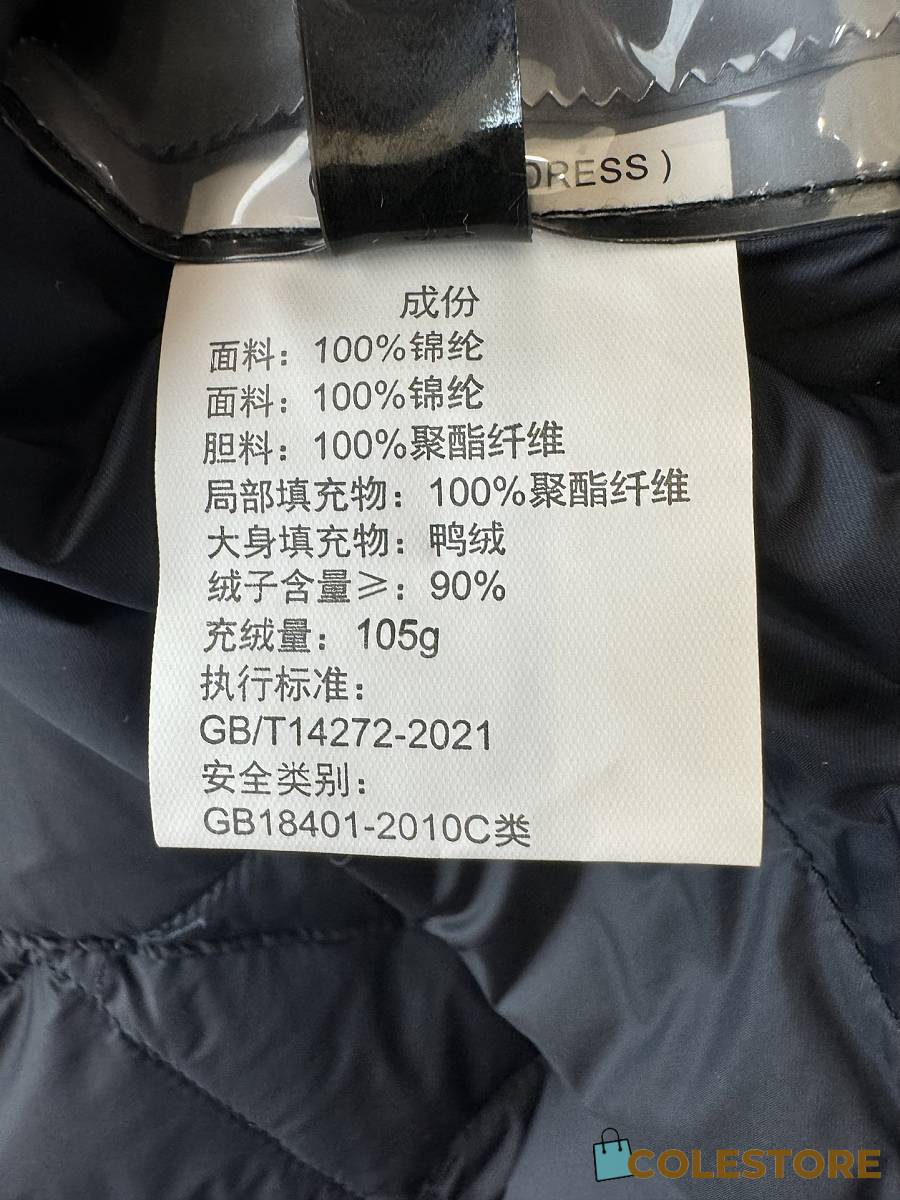 DRESS )
成份
面料：100%锦纶
面料：100%锦纶
胆料：100%聚酯纤维
局部填充物：100%聚酯纤维
大身填充物：鸭绒
绒子含量≥：90%
充绒量：105g
执行标准：
GB/T14272-2021
安全类别：
GB18401-2010C类
COLESTORE